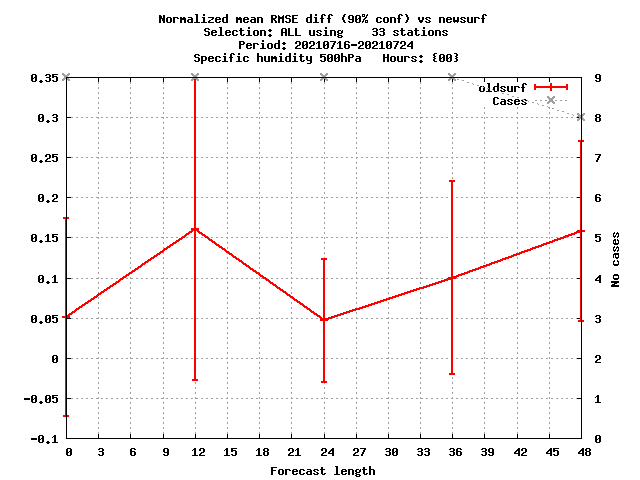 Normalized mean RMSE diff (90% conf) vs newsurf
Selection: ALL using    33 stations
Period: 20210716-20210724
Specific humidity 500hPa   Hours: {00}
0.35
0.3
0.25
0.2
0.15
0.1
0.05
0
-0.05
-0.1
oldsurf
Cases
9
8
7
6
5
4
3
2
1
0
No cases
0 3 6 9 12 15 18 21 24 27 30 33 36 39 42 45 48
Forecast length